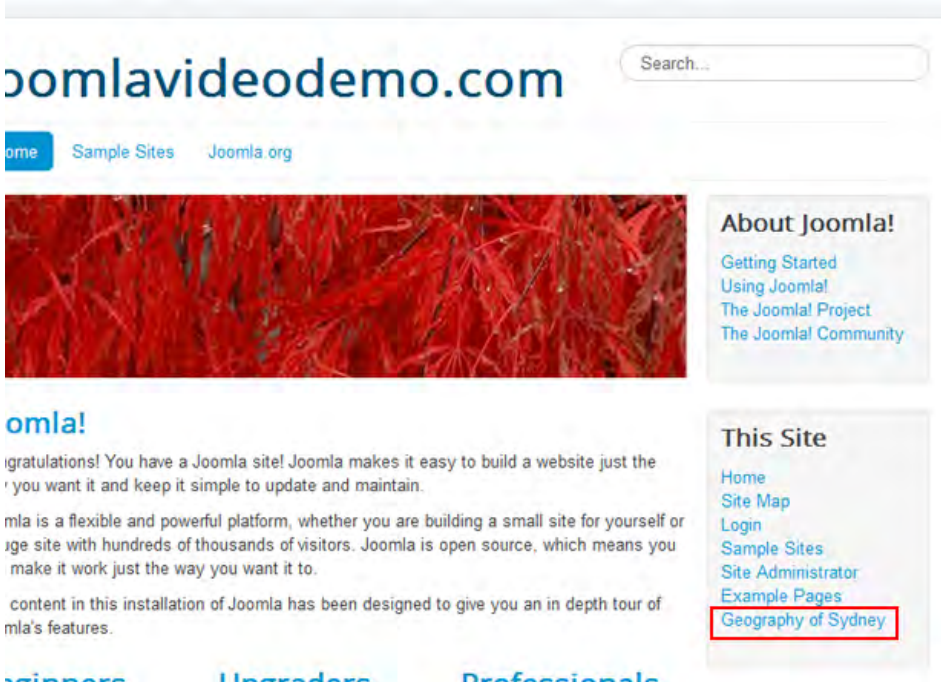 oomlavideodemo.com
Search...
ome
Sample Sites
Joomla.org
About Joomla!
Getting Started
Using Joomla!
The Joomla! Project
The Joomla! Community
omla!
ngratulations! You have a Joomla site! Joomla makes it easy to build a website just the
you want it and keep it simple to update and maintain.
mla is a flexible and powerful platform, whether you are building a small site for yourself or
uge site with hundreds of thousands of visitors. Joomla is open source, which means you
make it work just the way you want it to.
content in this installation of Joomla has been designed to give you an in depth tour of
mla's features.
This Site
Home
Site Map
Login
Sample Sites
Site Administrator
Example Pages
Geography of Sydney
Upgraders
Professionals